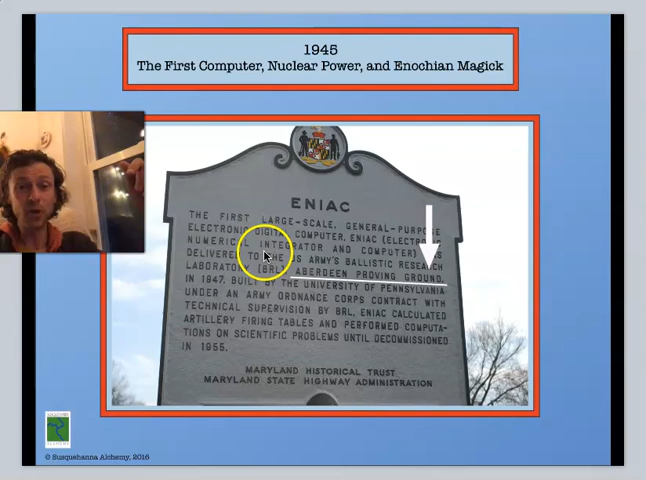 1945
The First Computer, Nuclear Power, and Enochian Magick
ENIAC
THE FIRST LARGE-SCALE, GENERAL-PURPOSE
ELECTRONIC DIGITAL COMPUTER, ENIAC (ELECTRONIC
NUMERICAL INTEGRATOR AND COMPUTER) WAS
DELIVERED TO THE US ARMY'S BALLISTIC RESEARCH
LABORATORY (BRL), ABERDEEN PROVING GROUND,
IN 1947. BUILT BY THE UNIVERSITY OF PENNSYLVANIA
UNDER AN ARMY ORDNANCE CORPS CONTRACT WITH
TECHNICAL SUPERVISION BY BRL, ENIAC CALCULATED
ARTILLERY FIRING TABLES AND PERFORMED COMPUTA-
TIONS ON SCIENTIFIC PROBLEMS UNTIL DECOMMISSIONED
IN 1955.
MARYLAND HISTORICAL TRUST
MARYLAND STATE HIGHWAY ADMINISTRATION
© Susquehanna Alchemy, 2016